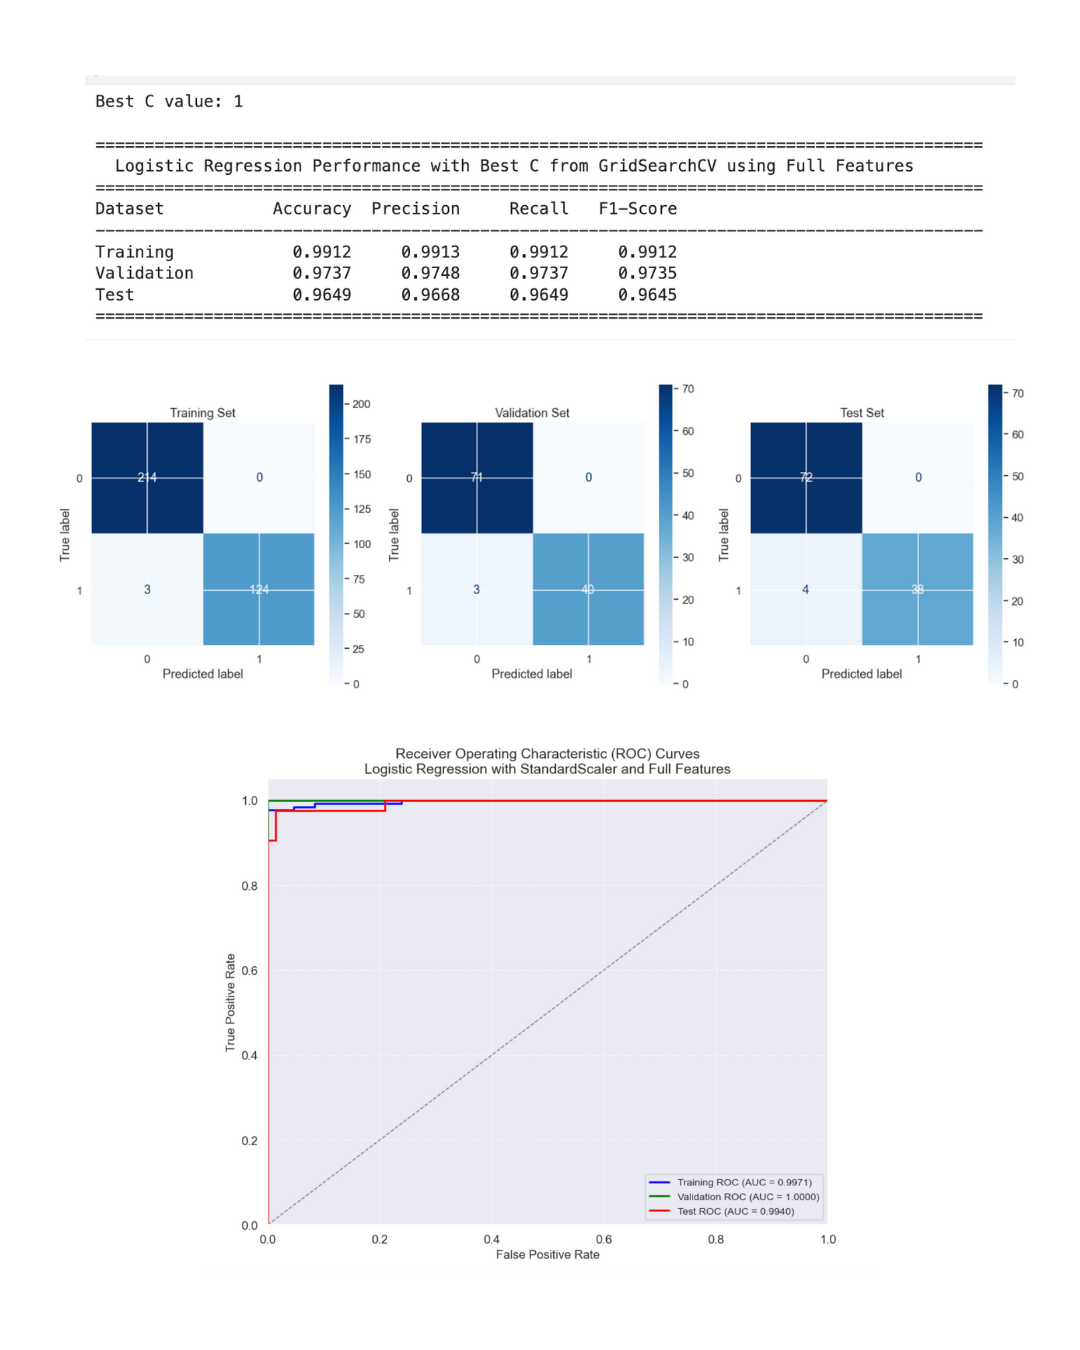 Best C value: 1
==========================================================================================
Logistic Regression Performance with Best C from GridSearchCV using Full Features
==========================================================================================
Dataset Accuracy Precision Recall F1-Score
------------------------------------------------------------------------------------------
Training 0.9912 0.9913 0.9912 0.9912
Validation 0.9737 0.9748 0.9737 0.9735
Test 0.9649 0.9668 0.9649 0.9645
==========================================================================================
Training Set
200
175
150
125
100
75
50
25
0
True label
0
1
214 0
3 124
0 1
Predicted label
Validation Set
70
60
50
40
30
20
10
0
True label
0
1
71 0
3 40
0 1
Predicted label
Test Set
70
60
50
40
30
20
10
0
True label
0
1
72 0
4 38
0 1
Predicted label
Receiver Operating Characteristic (ROC) Curves
Logistic Regression with StandardScaler and Full Features
True Positive Rate
1.0
0.8
0.6
0.4
0.2
0.0
Training ROC (AUC = 0.9971)
Validation ROC (AUC = 1.0000)
Test ROC (AUC = 0.9940)
0.0 0.2 0.4 0.6 0.8 1.0
False Positive Rate